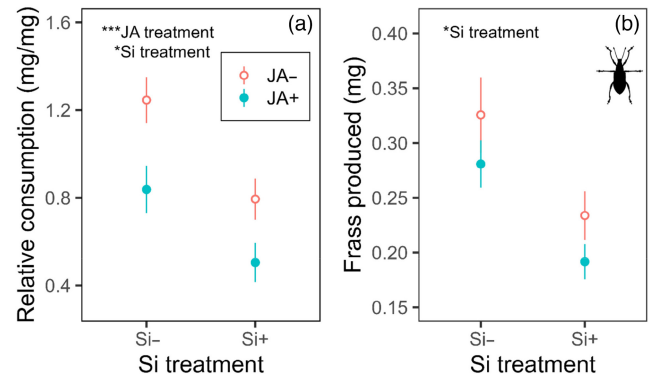 (a)
***JA treatment
*Si treatment
JA−
JA+
Relative consumption (mg/mg)
1.6
1.2
0.8
0.4
Si−
Si+
Si treatment
(b)
*Si treatment
Frass produced (mg)
0.40
0.35
0.30
0.25
0.20
0.15
Si−
Si+
Si treatment